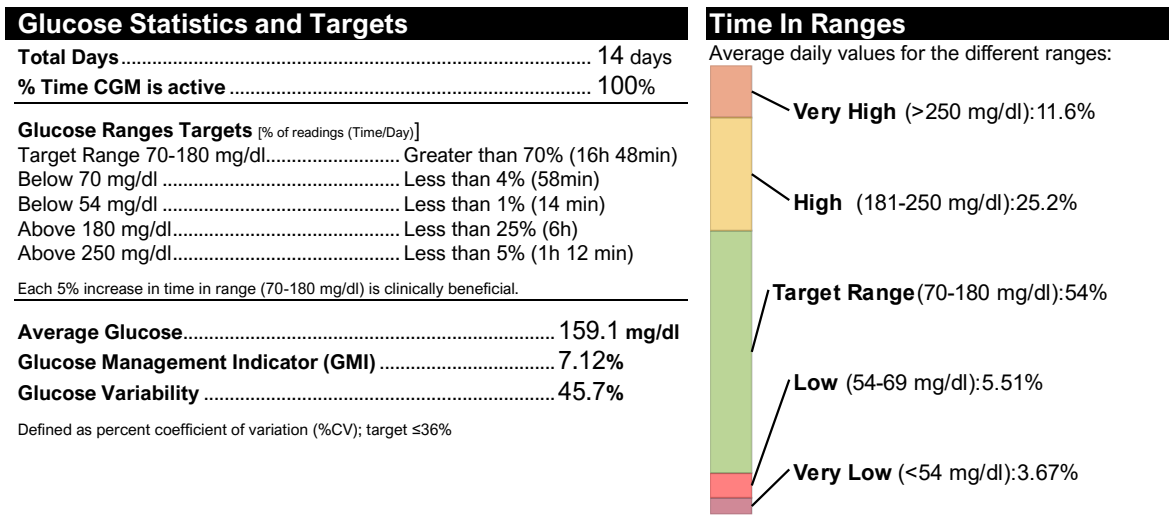 Glucose Statistics and Targets
Total Days.......................................................................................... 14 days
% Time CGM is active ..................................................................... 100%
Glucose Ranges Targets [% of readings (Time/Day)]
Target Range 70-180 mg/dl......................... Greater than 70% (16h 48min)
Below 70 mg/dl ............................................. Less than 4% (58min)
Below 54 mg/dl ............................................. Less than 1% (14 min)
Above 180 mg/dl........................................... Less than 25% (6h)
Above 250 mg/dl........................................... Less than 5% (1h 12 min)
Each 5% increase in time in range (70-180 mg/dl) is clinically beneficial.
Average Glucose....................................................................... 159.1 mg/dl
Glucose Management Indicator (GMI) .................................. 7.12%
Glucose Variability ................................................................... 45.7%
Defined as percent coefficient of variation (%CV); target ≤36%
Time In Ranges
Average daily values for the different ranges:
Very High (>250 mg/dl):11.6%
High (181-250 mg/dl):25.2%
Target Range(70-180 mg/dl):54%
Low (54-69 mg/dl):5.51%
Very Low (<54 mg/dl):3.67%